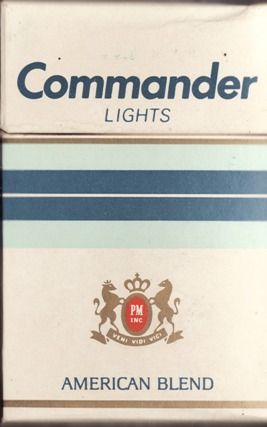 Commander
LIGHTS
PM
INC
VENI VIDI VICI
AMERICAN BLEND